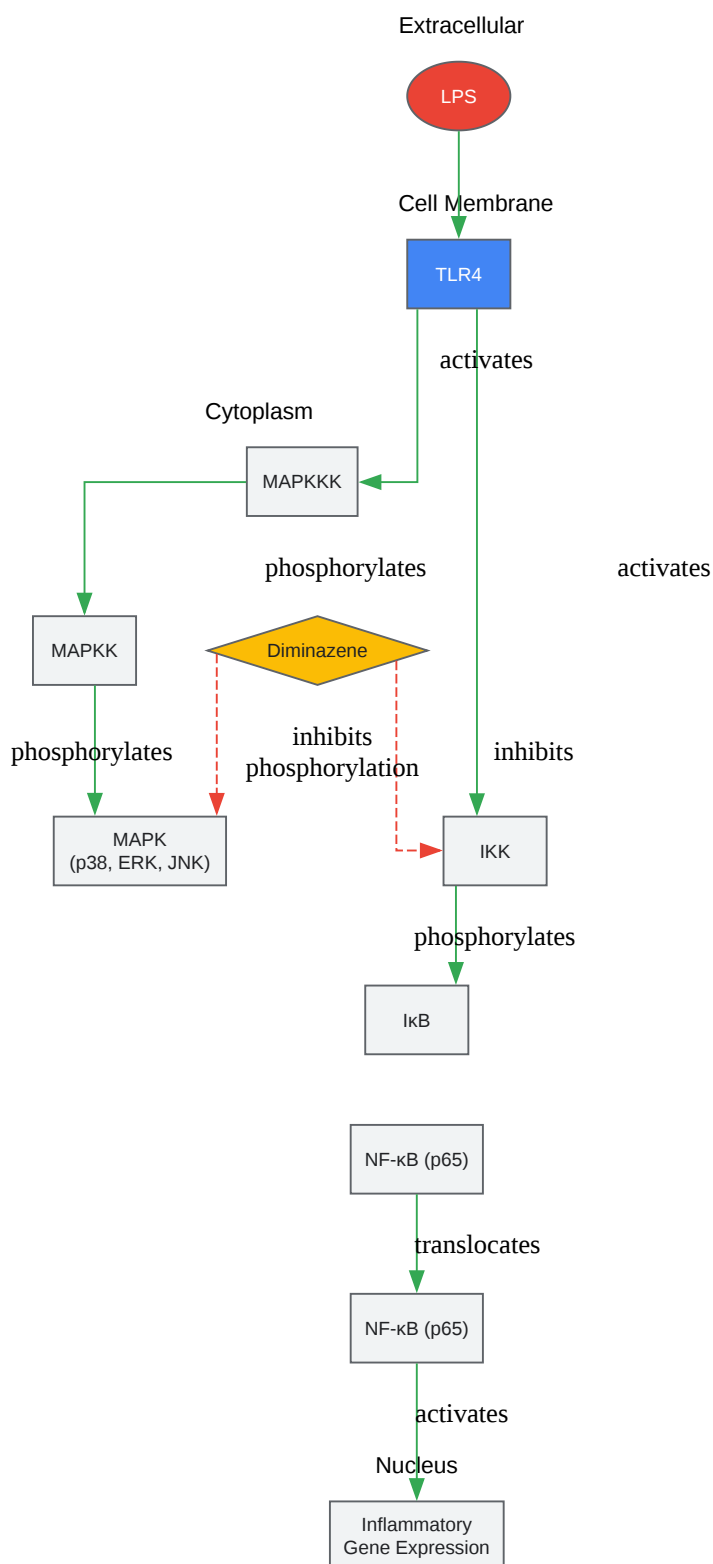 Extracellular
LPS
Cell Membrane
TLR4
activates
Cytoplasm
MAPKKK
phosphorylates
activates
MAPKK
Diminazene
phosphorylates
inhibits
phosphorylation
inhibits
MAPK
(p38, ERK, JNK)
IKK
phosphorylates
IκB
NF-κB (p65)
translocates
NF-κB (p65)
activates
Nucleus
Inflammatory
Gene Expression